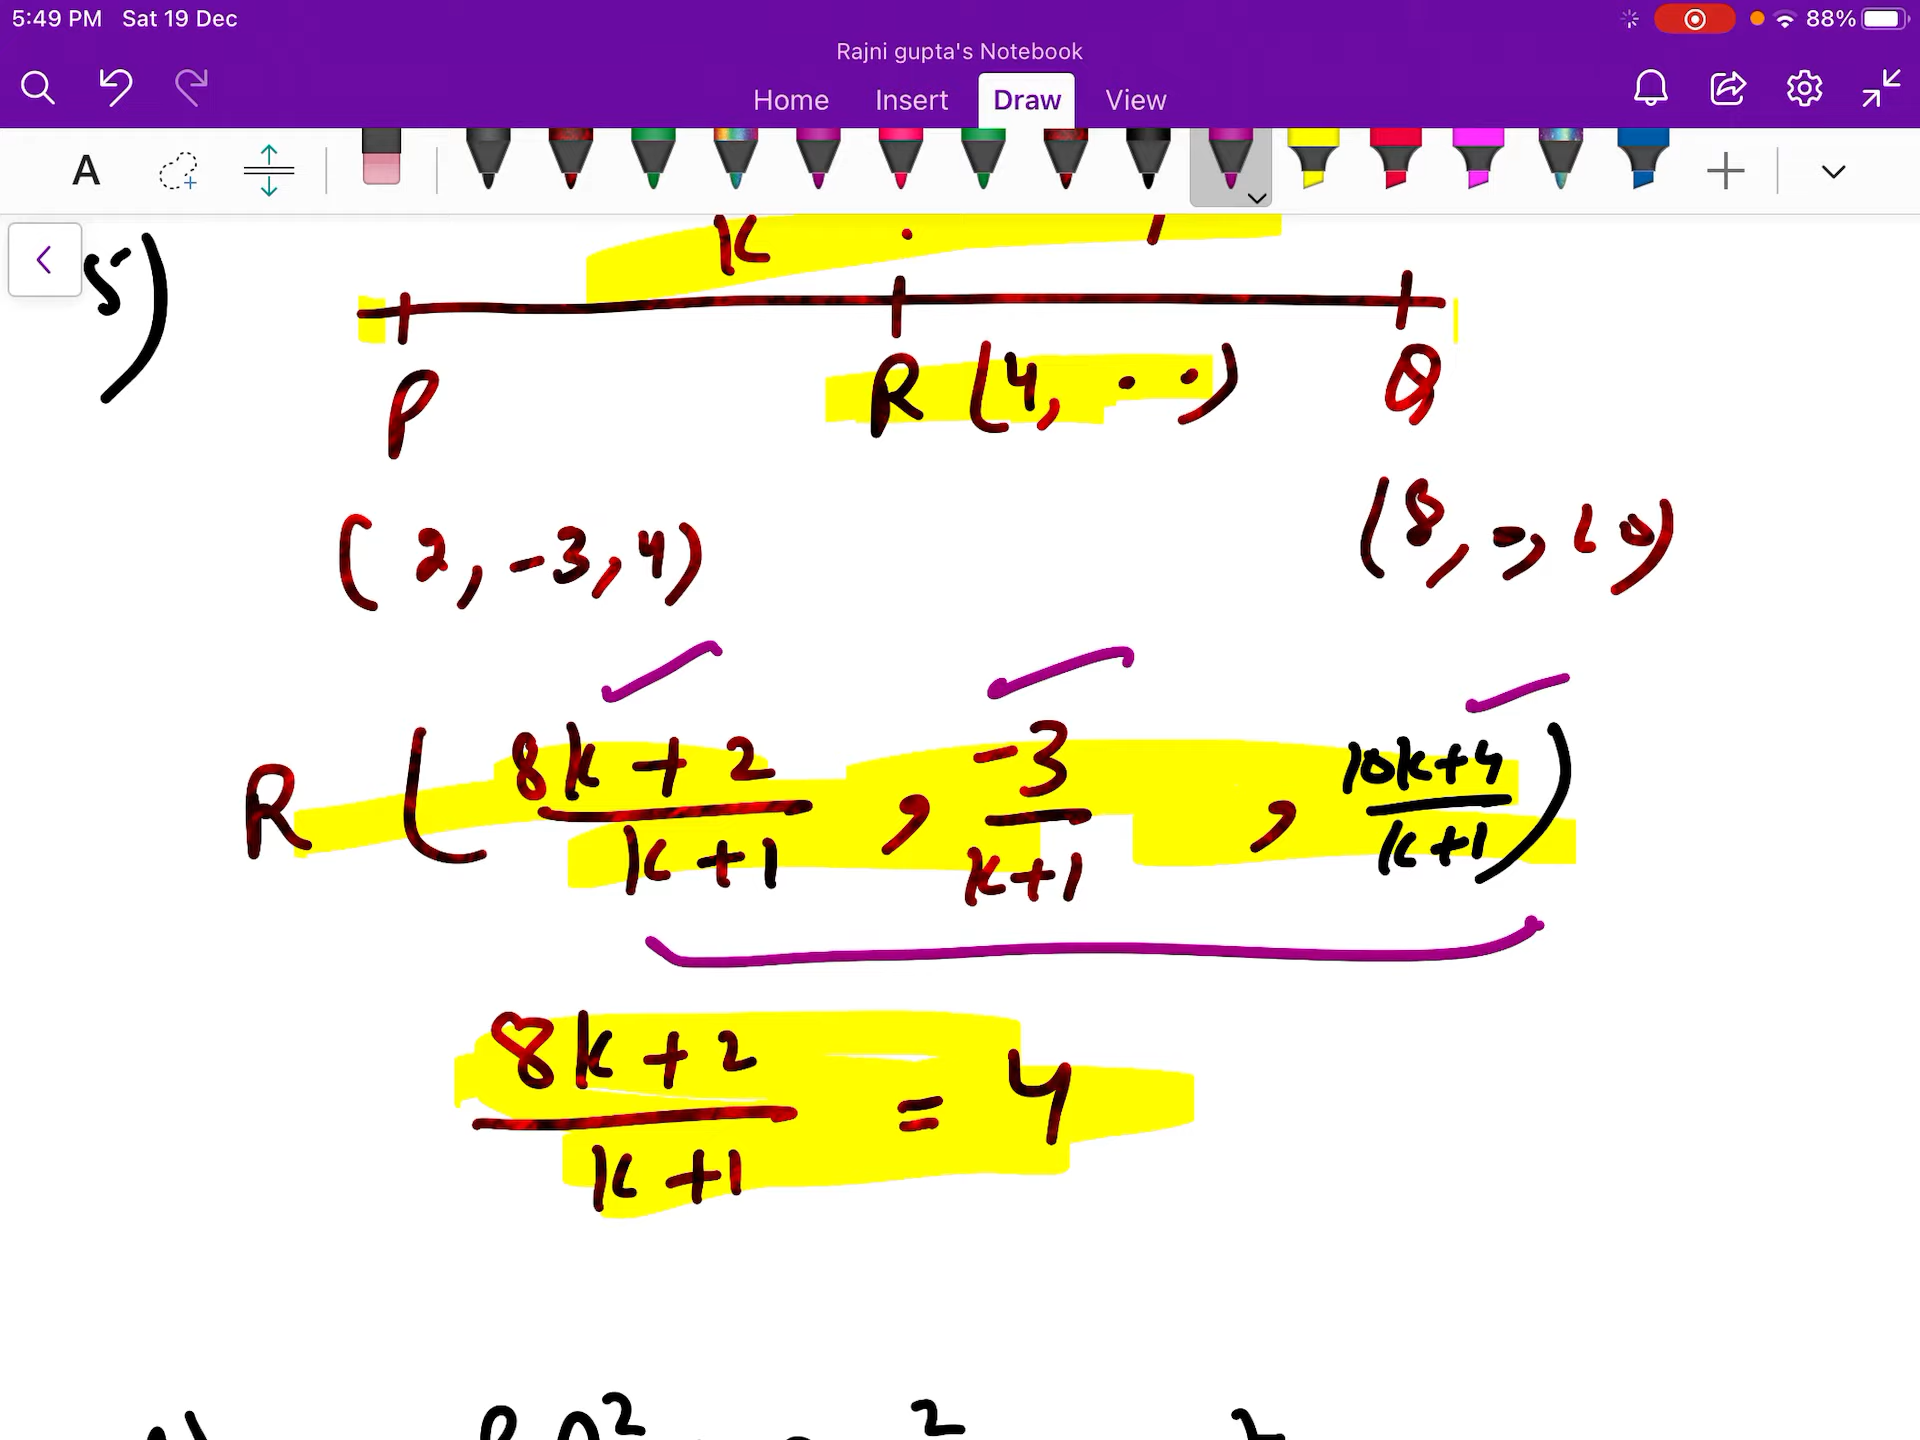 5:49 PM Sat 19 Dec
88%
Rajni gupta's Notebook
Home Insert Draw View
A
5)
K :
P R (4, · ·) Q
(2, -3, 4) (8, 0, 10)
R ( 8k + 2 / k + 1 , -3 / k + 1 , 10k + 4 / k + 1 )
8k + 2 / k + 1 = 4